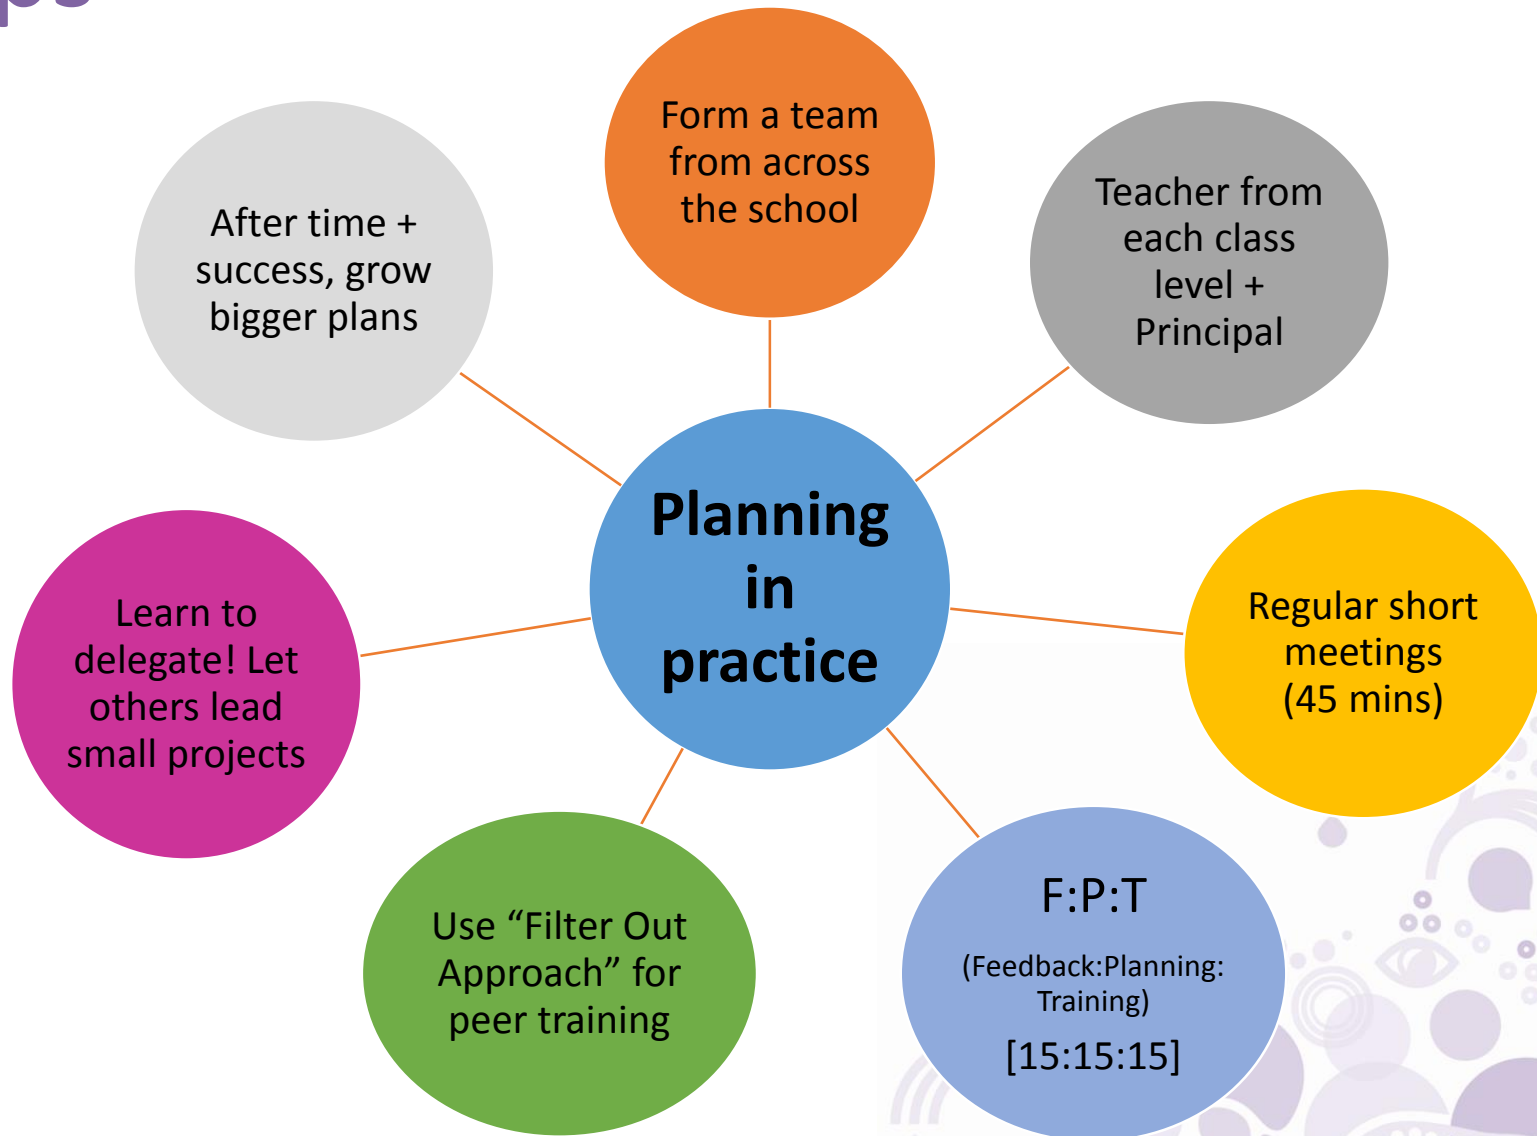 Form a team
from across
the school
Teacher from
each class
level +
Principal
Regular short
meetings
(45 mins)
F:P:T
(Feedback:Planning:
Training)
[15:15:15]
Use “Filter Out
Approach” for
peer training
Learn to
delegate! Let
others lead
small projects
After time +
success, grow
bigger plans
Planning
in
practice